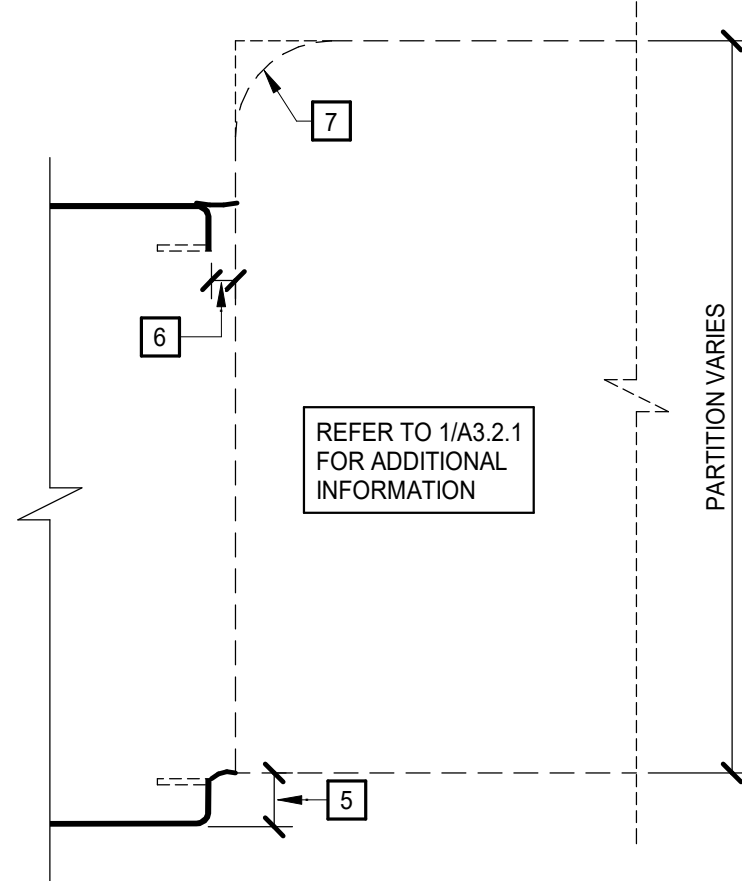 7
6
REFER TO 1/A3.2.1
FOR ADDITIONAL
INFORMATION
PARTITION VARIES
5